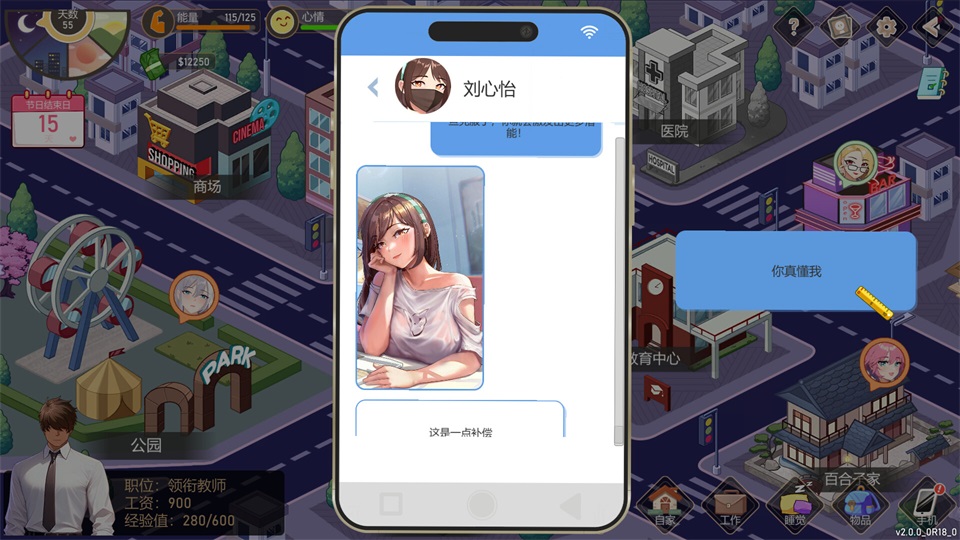 天数
55
能量 115/125
心情
$12250
节日结束日
15
CINEMA
SHOPPING
商场
PARK
公园
职位：领衔教师
工资：900
经验值：280/600
刘心怡
能！
这是一点补偿
医院
HOSPITAL
BAR
你真懂我
教育中心
百合子家
自家
工作
睡觉
物品
手机
v2.0.0_0R18_0